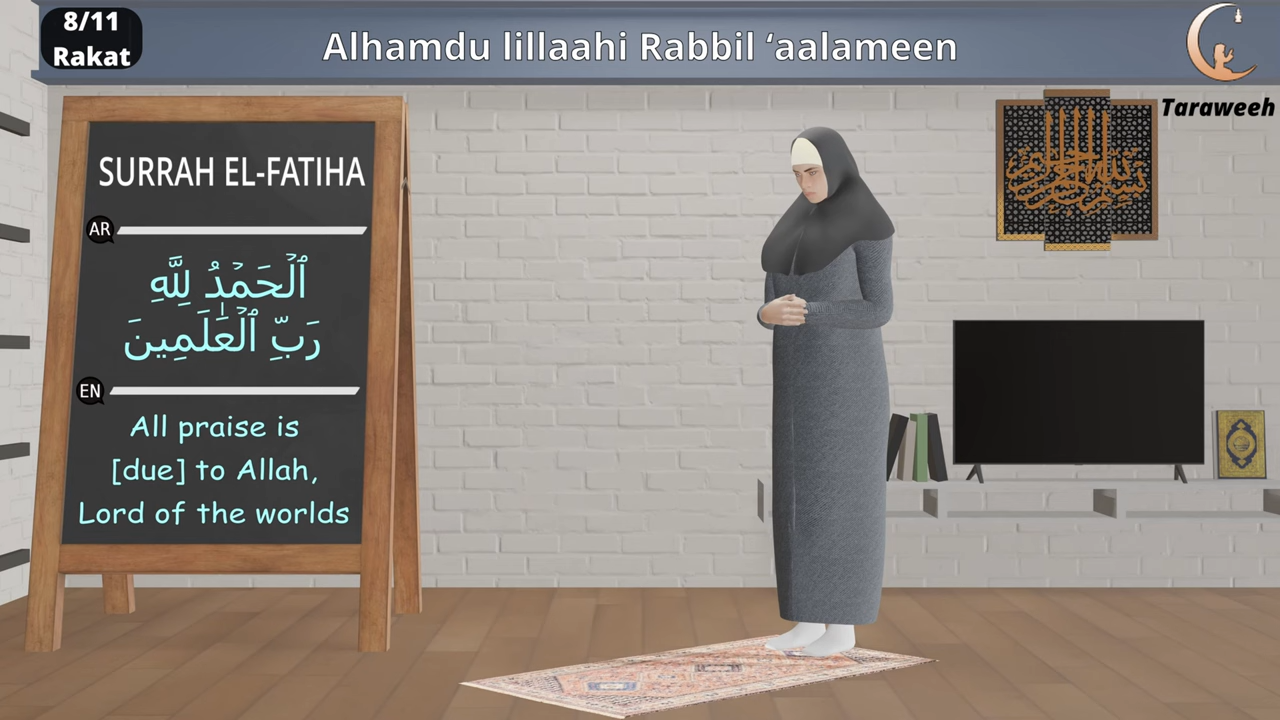 8/11
Rakat
Alhamdu lillaahi Rabbil ‘aalameen
Taraweeh
SURRAH EL-FATIHA
AR
ٱلۡحَمۡدُ لِلَّهِ
رَبِّ ٱلۡعَٰلَمِينَ
EN
All praise is
[due] to Allah,
Lord of the worlds